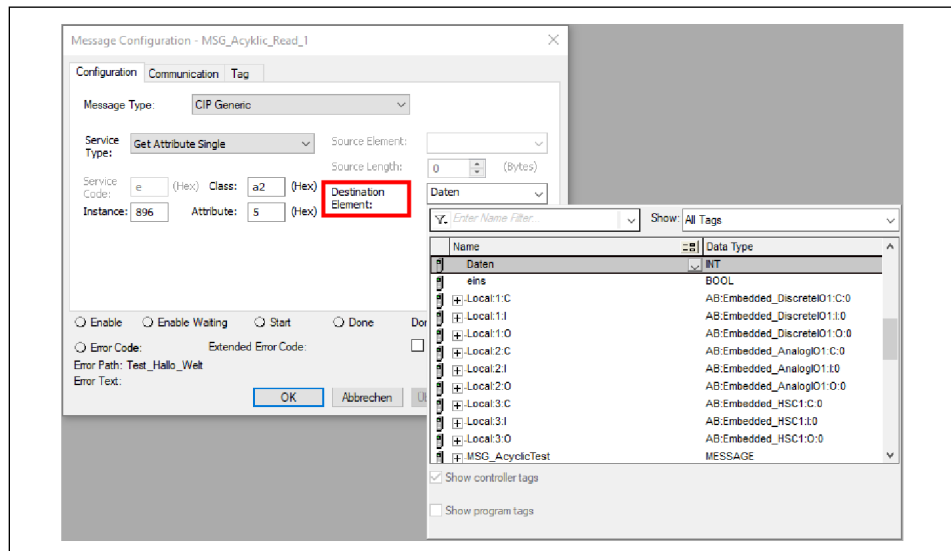 Message Configuration - MSG_Acyklic_Read_1
Configuration Communication Tag
Message Type: CIP Generic
Service Type: Get Attribute Single
Source Element:
Source Length: 0 (Bytes)
Service Code: e (Hex) Class: a2 (Hex)
Destination Element: Daten
Instance: 896 Attribute: 5 (Hex)
Enter Name Filter... Show: All Tags
Name Data Type
Daten INT
eins BOOL
Local:1:C AB:Embedded_DiscreteIO1:C:0
Local:1:I AB:Embedded_DiscreteIO1:I:0
Local:1:O AB:Embedded_DiscreteIO1:O:0
Local:2:C AB:Embedded_AnalogIO1:C:0
Local:2:I AB:Embedded_AnalogIO1:I:0
Local:2:O AB:Embedded_AnalogIO1:O:0
Local:3:C AB:Embedded_HSC1:C:0
Local:3:I AB:Embedded_HSC1:I:0
Local:3:O AB:Embedded_HSC1:O:0
MSG_AcyclicTest MESSAGE
Show controller tags
Show program tags
Enable Enable Waiting Start Done
Error Code: Extended Error Code:
Error Path: Test_Hallo_Welt
Error Text:
OK Abbrechen